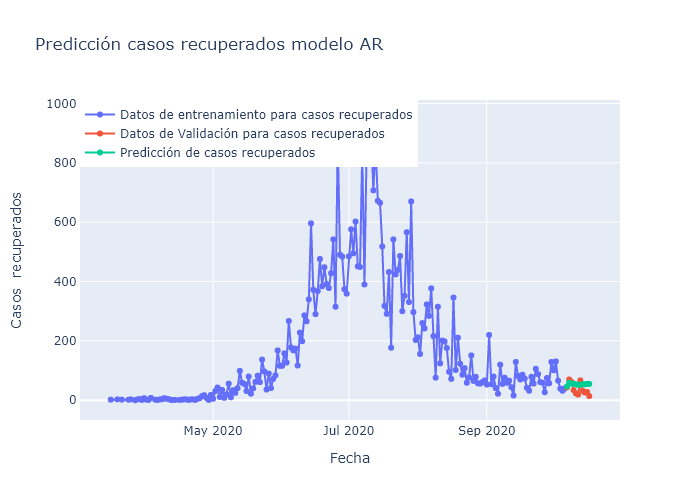 Predicción casos recuperados modelo AR
Datos de entrenamiento para casos recuperados
Datos de Validación para casos recuperados
Predicción de casos recuperados
1000
800
600
400
200
0
Casos recuperados
May 2020
Jul 2020
Sep 2020
Fecha